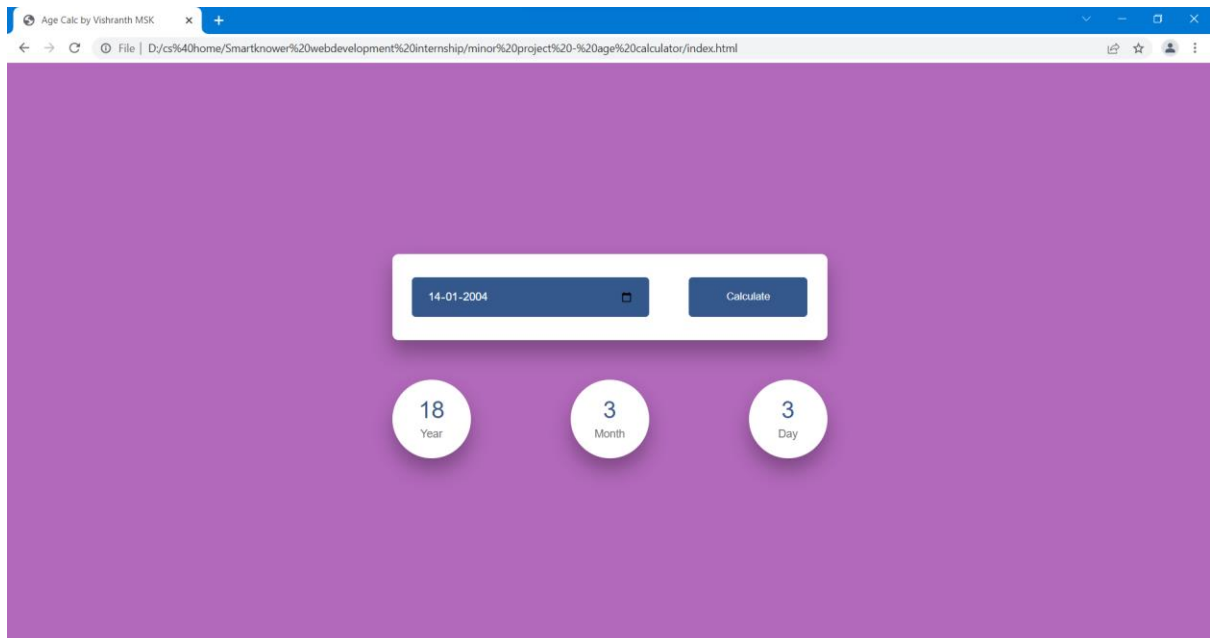 Age Calc by Vishranth MSK
File | D:/cs%40home/Smartknower%20webdevelopment%20internship/minor%20project%20-%20age%20calculator/index.html
14-01-2004 Calculate
18 3 3
Year Month Day